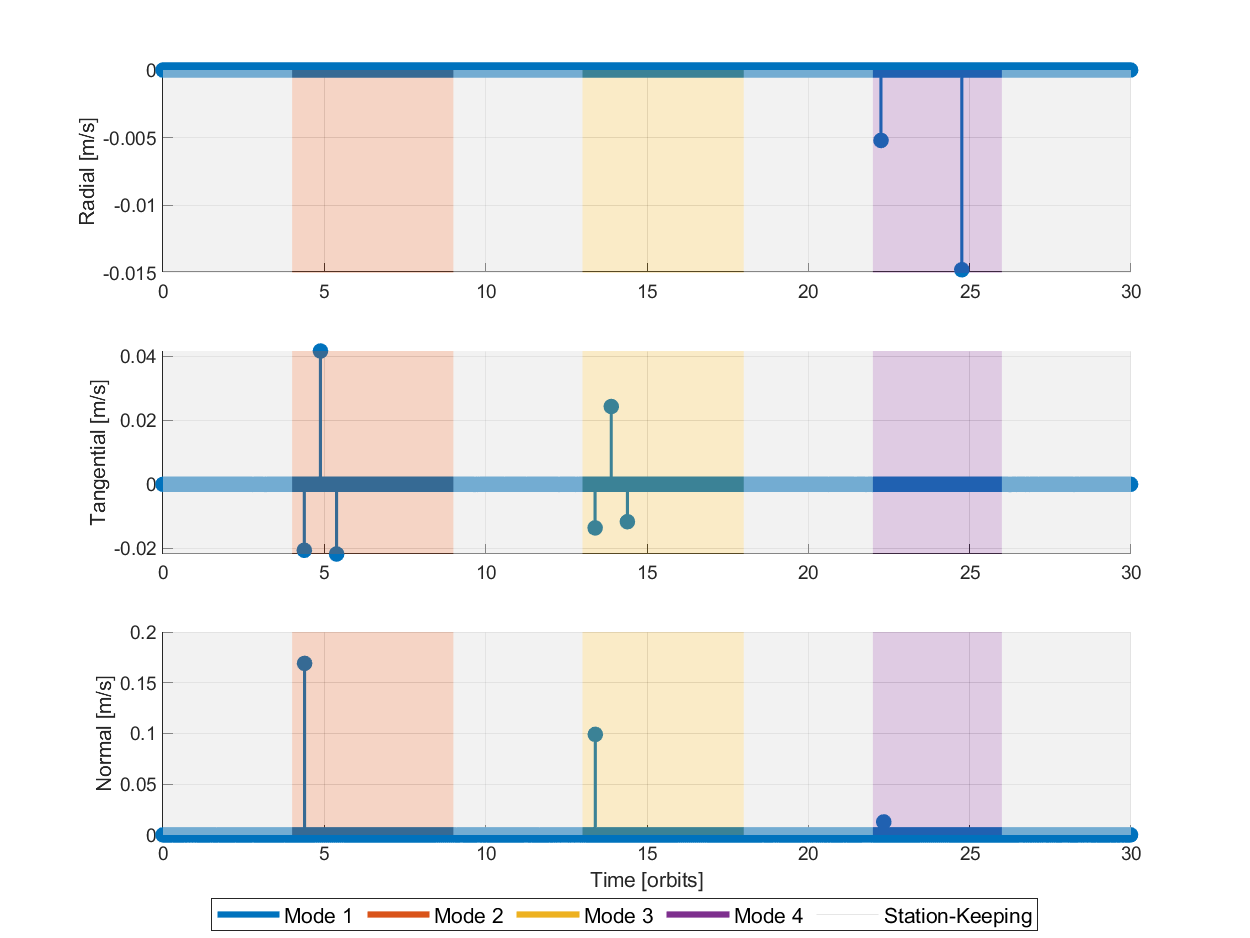 Radial [m/s]
0
-0.005
-0.01
-0.015
0 5 10 15 20 25 30
Tangential [m/s]
0.04
0.02
0
-0.02
0 5 10 15 20 25 30
Normal [m/s]
0.2
0.15
0.1
0.05
0
0 5 10 15 20 25 30
Time [orbits]
Mode 1 Mode 2 Mode 3 Mode 4 Station-Keeping